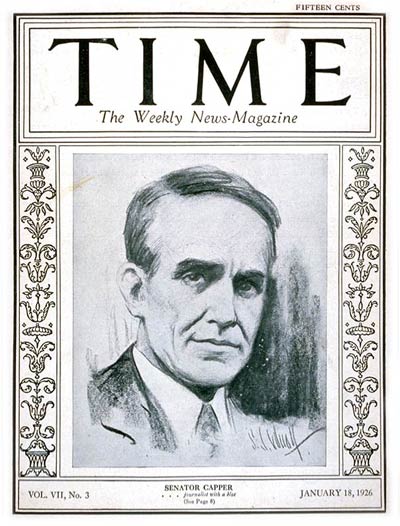 FIFTEEN CENTS
TIME
The Weekly News-Magazine
SENATOR CAPPER
. . . journalist with a bloc
(See Page 8)
VOL. VII, No. 3
JANUARY 18, 1926